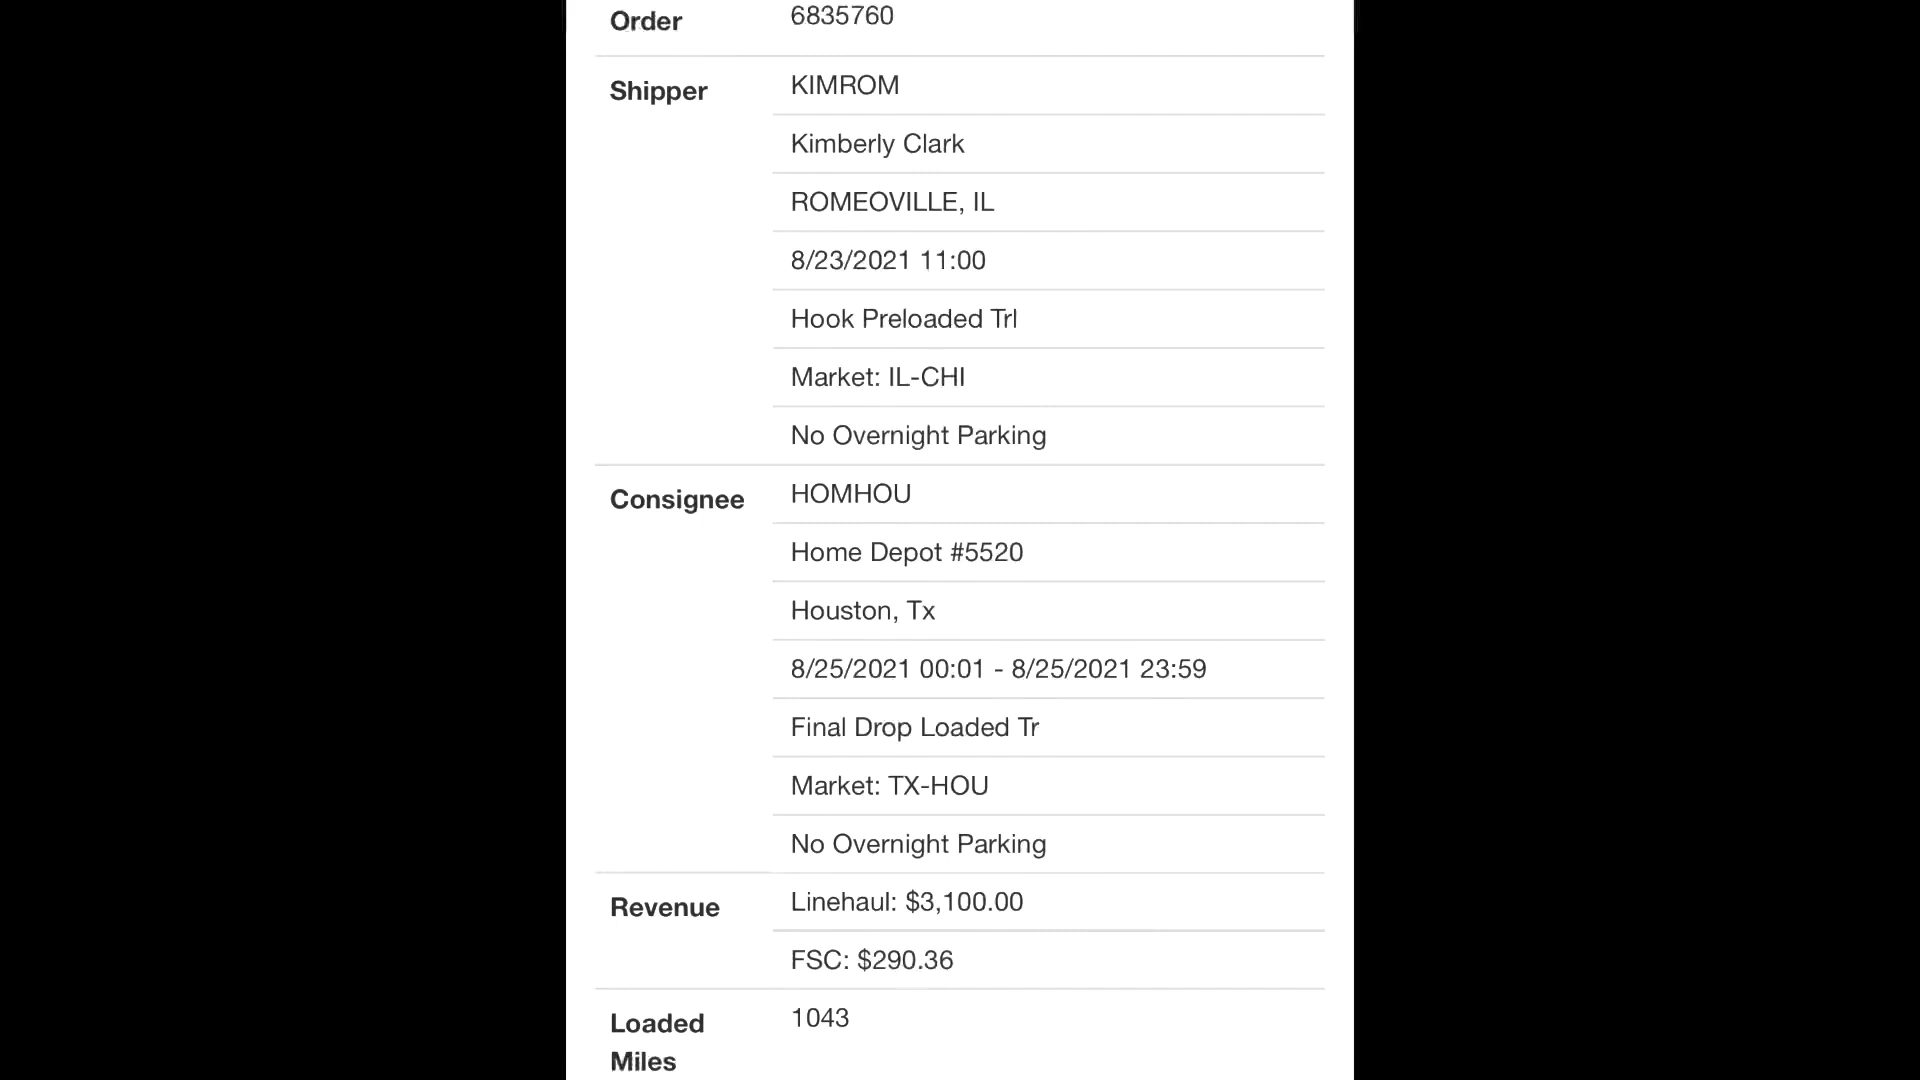 Order 6835760
Shipper KIMROM
Kimberly Clark
ROMEOVILLE, IL
8/23/2021 11:00
Hook Preloaded Trl
Market: IL-CHI
No Overnight Parking
Consignee HOMHOU
Home Depot #5520
Houston, Tx
8/25/2021 00:01 - 8/25/2021 23:59
Final Drop Loaded Tr
Market: TX-HOU
No Overnight Parking
Revenue Linehaul: $3,100.00
FSC: $290.36
Loaded 1043
Miles